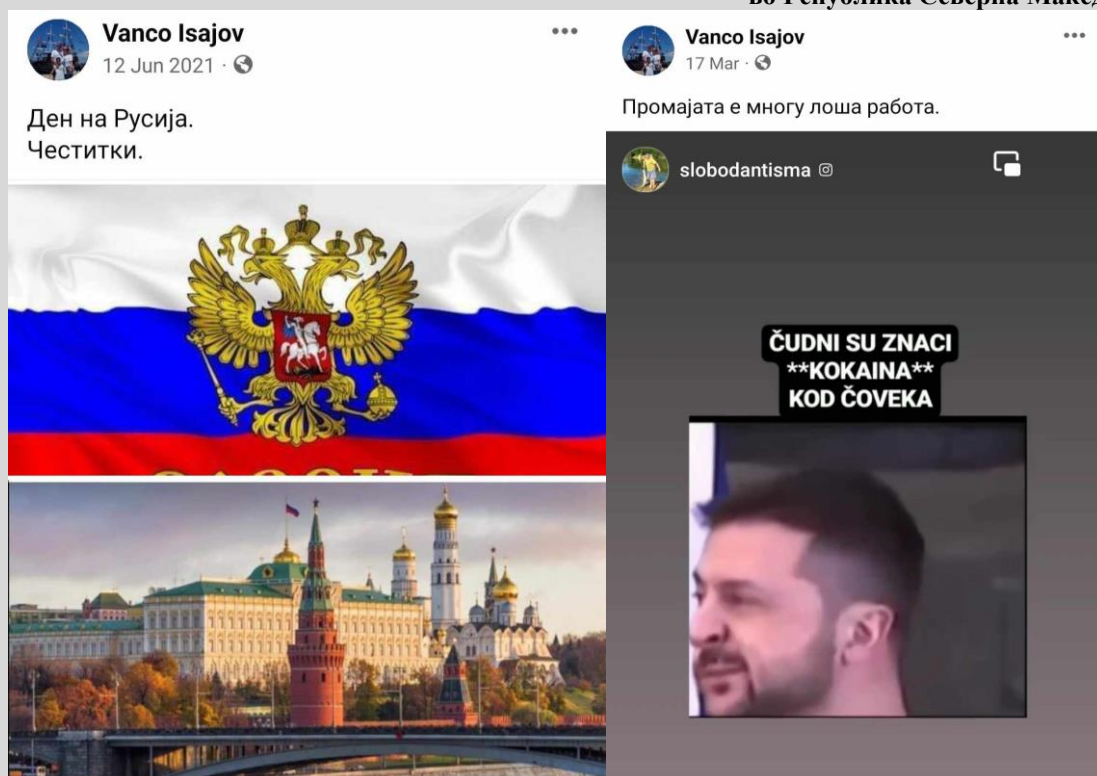 во Република Северна Макед
Vanco Isajov
12 Jun 2021 ·
Ден на Русија.
Честитки.
Vanco Isajov
17 Mar ·
Промајата е многу лоша работа.
slobodantisma
ČUDNI SU ZNACI
**KOKAINA**
KOD ČOVEKA